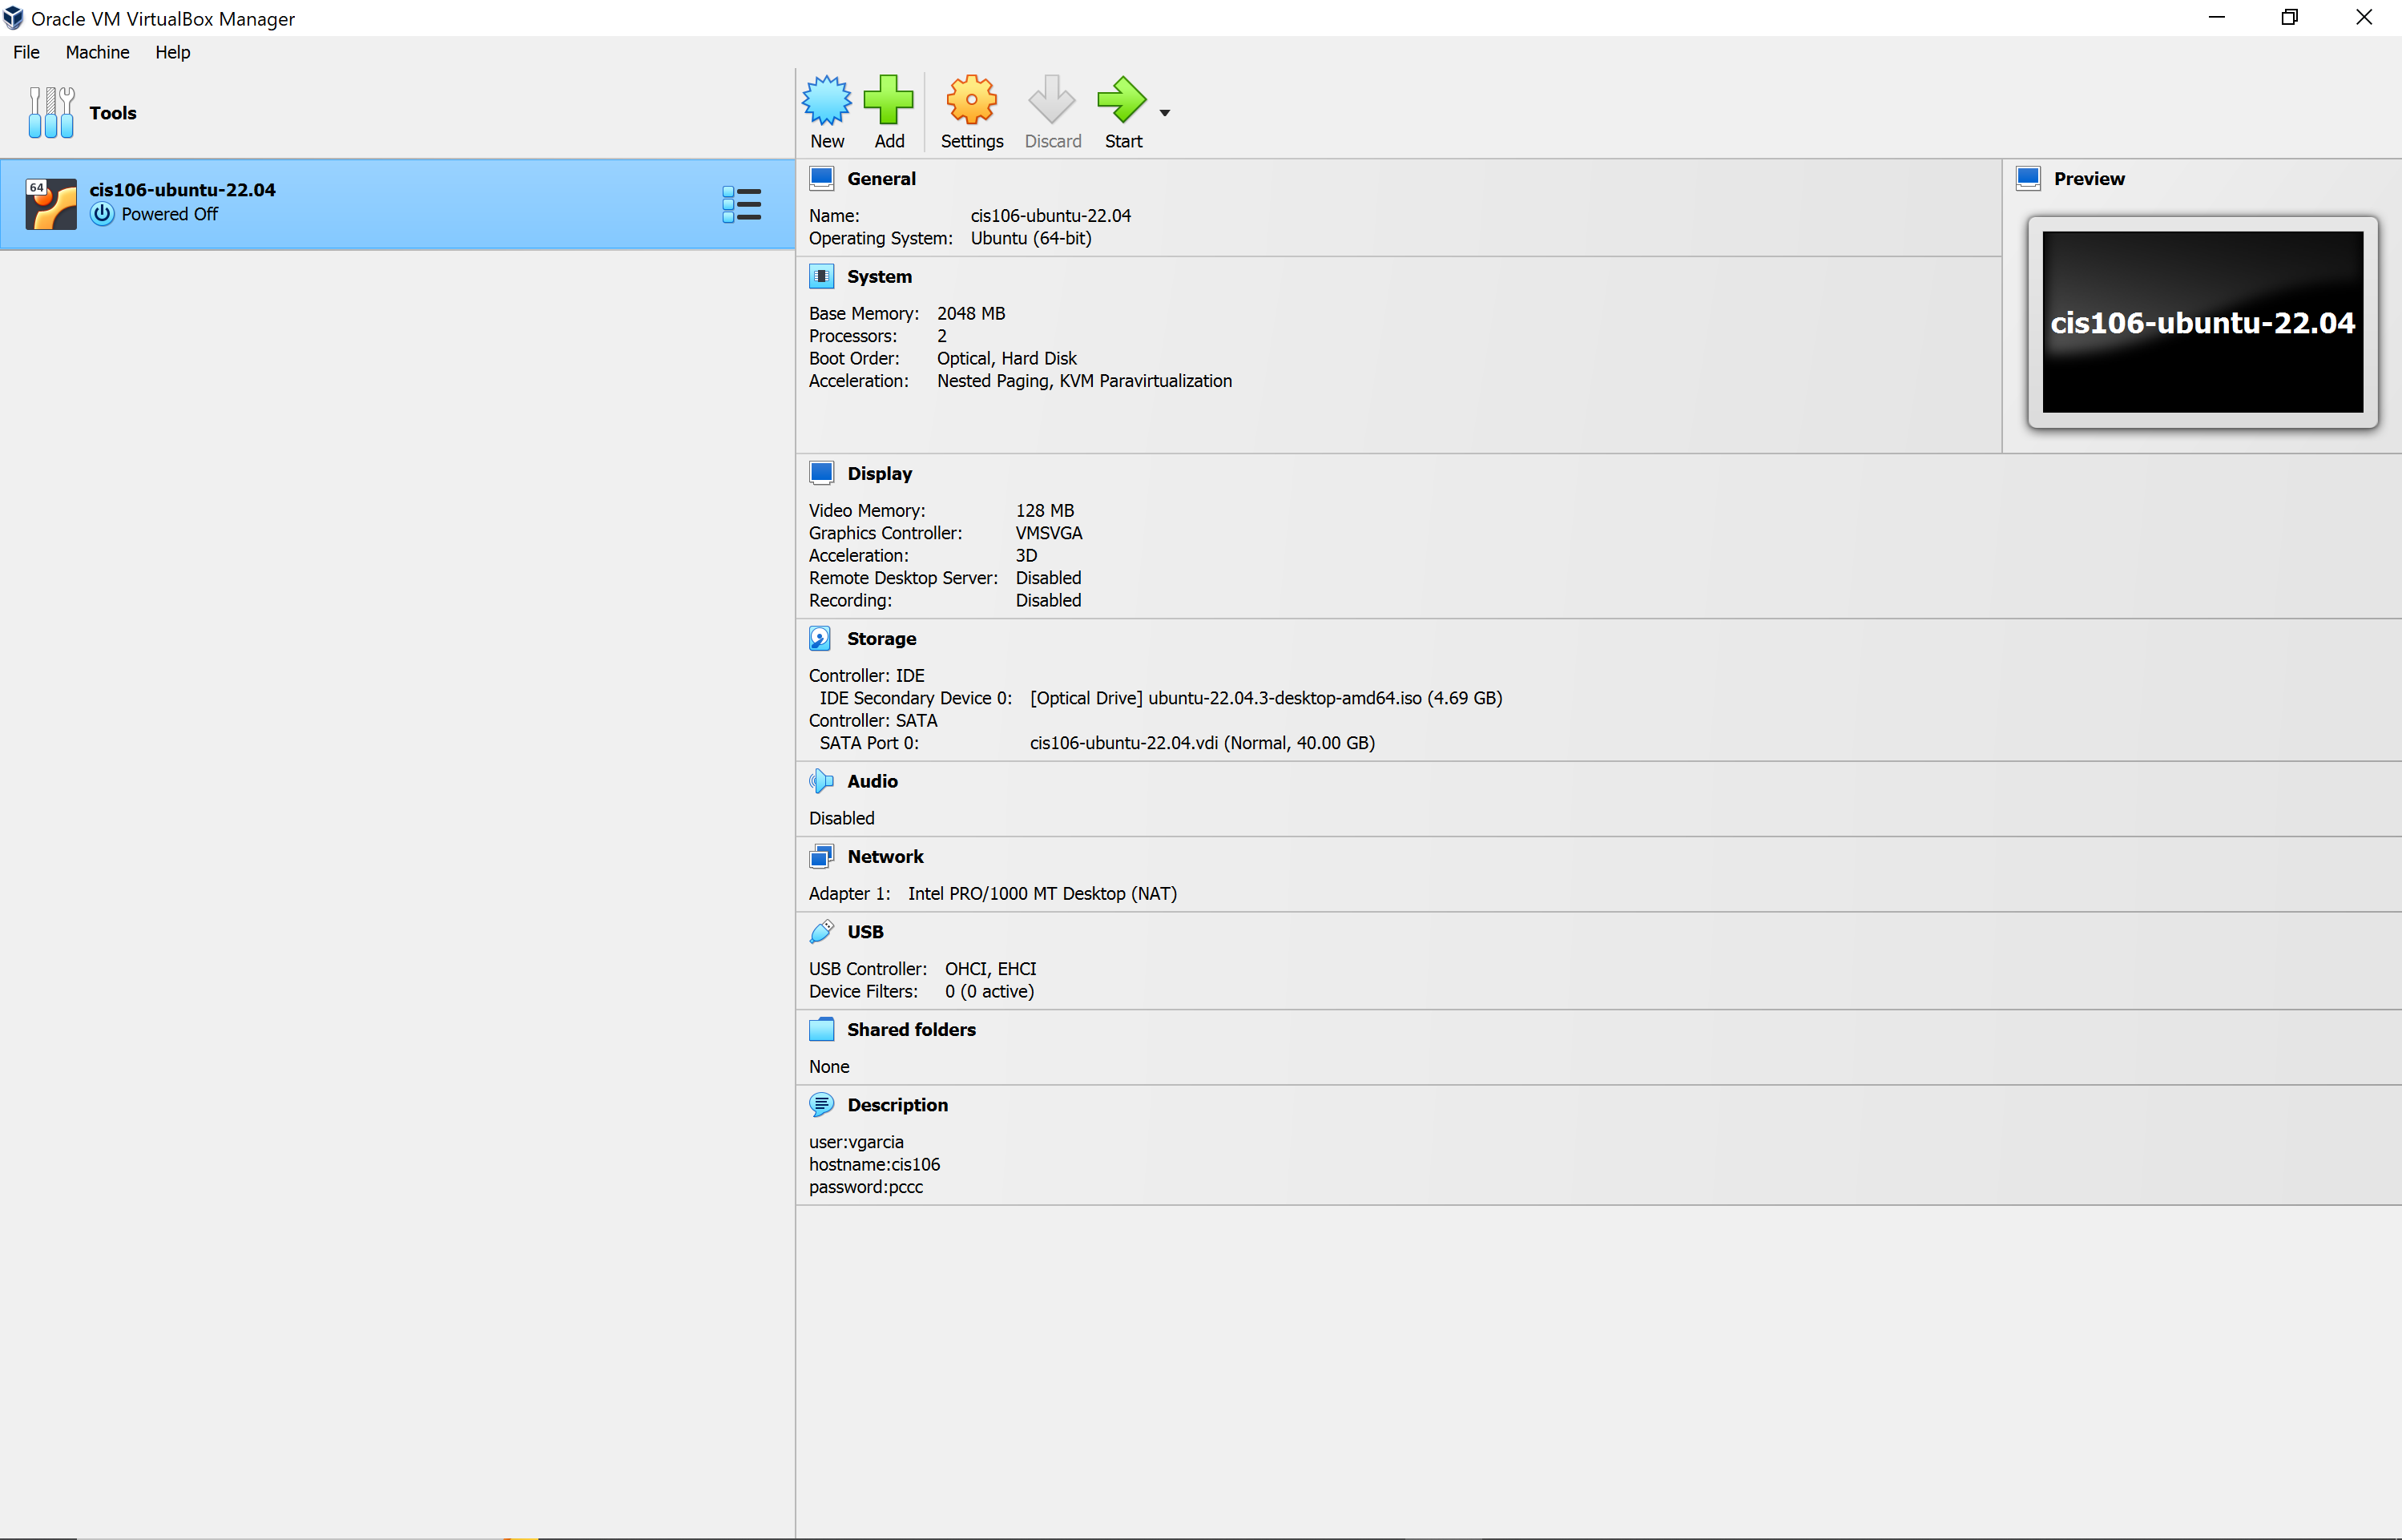 Oracle VM VirtualBox Manager
File Machine Help
Tools
New Add Settings Discard Start
64
cis106-ubuntu-22.04
Powered Off
General
Name: cis106-ubuntu-22.04
Operating System: Ubuntu (64-bit)
Preview
cis106-ubuntu-22.04
System
Base Memory: 2048 MB
Processors: 2
Boot Order: Optical, Hard Disk
Acceleration: Nested Paging, KVM Paravirtualization
Display
Video Memory: 128 MB
Graphics Controller: VMSVGA
Acceleration: 3D
Remote Desktop Server: Disabled
Recording: Disabled
Storage
Controller: IDE
IDE Secondary Device 0: [Optical Drive] ubuntu-22.04.3-desktop-amd64.iso (4.69 GB)
Controller: SATA
SATA Port 0: cis106-ubuntu-22.04.vdi (Normal, 40.00 GB)
Audio
Disabled
Network
Adapter 1: Intel PRO/1000 MT Desktop (NAT)
USB
USB Controller: OHCI, EHCI
Device Filters: 0 (0 active)
Shared folders
None
Description
user:vgarcia
hostname:cis106
password:pccc